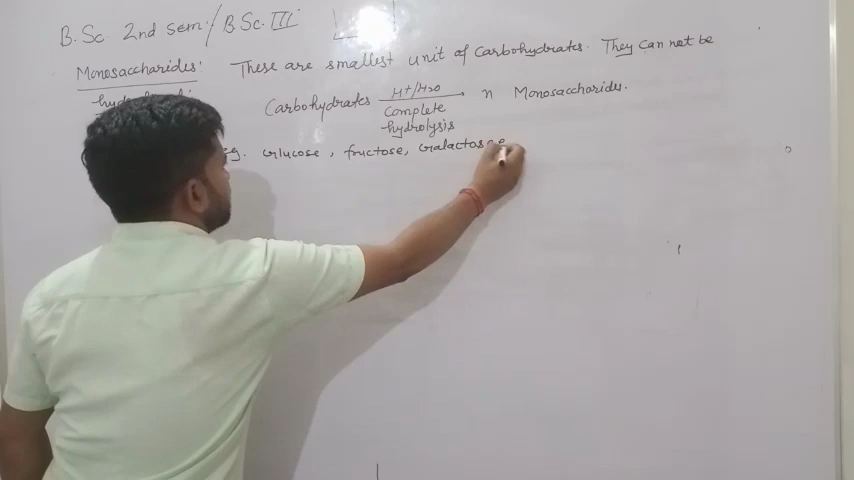 B.Sc. 2nd sem:/ B.Sc. III
Monosaccharides: These are smallest unit of Carbohydrates. They can not be
Carbohydrates H+/H2O n Monosaccharides.
Complete
hydrolysis
eg. Glucose, fructose, Galactose